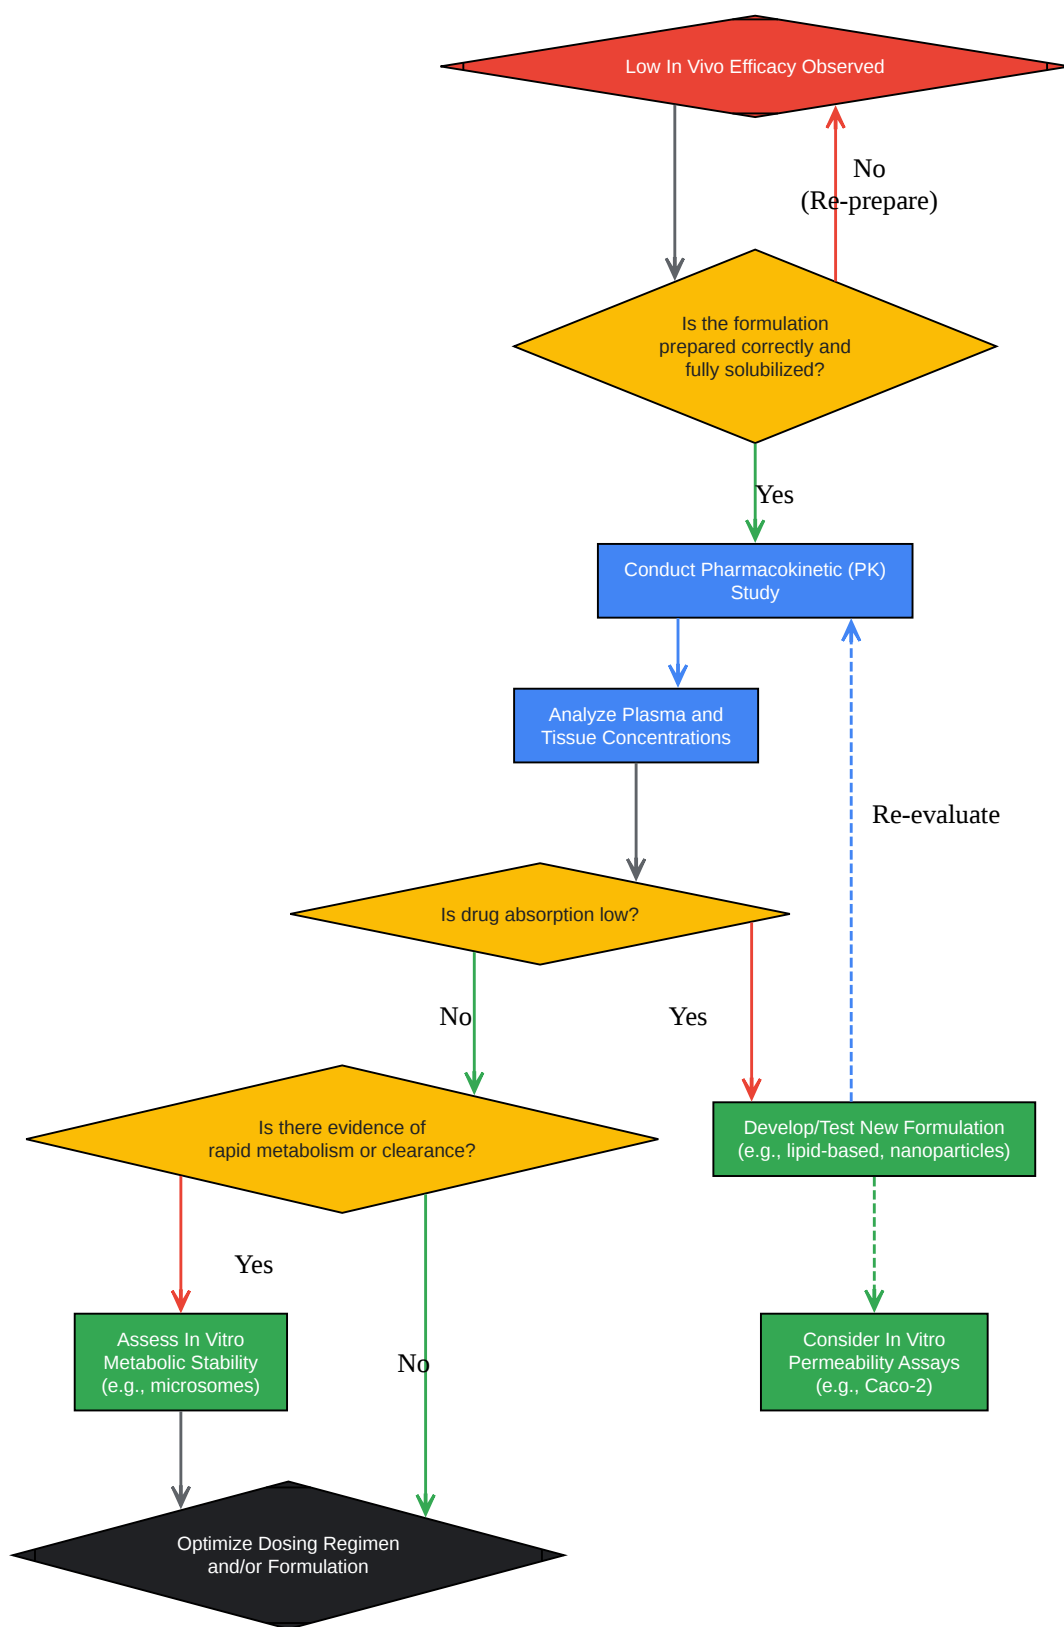 Low In Vivo Efficacy Observed
No
(Re-prepare)
Is the formulation
prepared correctly and
fully solubilized?
Yes
Conduct Pharmacokinetic (PK)
Study
Analyze Plasma and
Tissue Concentrations
Re-evaluate
Is drug absorption low?
No
Yes
Is there evidence of
rapid metabolism or clearance?
Develop/Test New Formulation
(e.g., lipid-based, nanoparticles)
Yes
No
Assess In Vitro
Metabolic Stability
(e.g., microsomes)
Consider In Vitro
Permeability Assays
(e.g., Caco-2)
Optimize Dosing Regimen
and/or Formulation